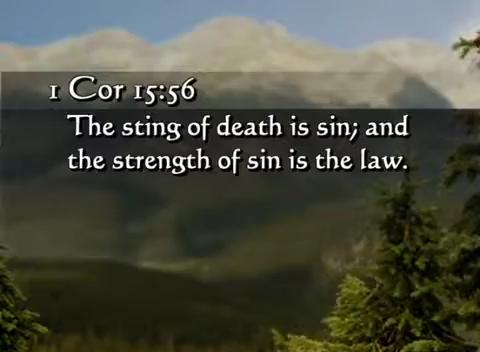 1 Cor 15:56
The sting of death is sin; and
the strength of sin is the law.